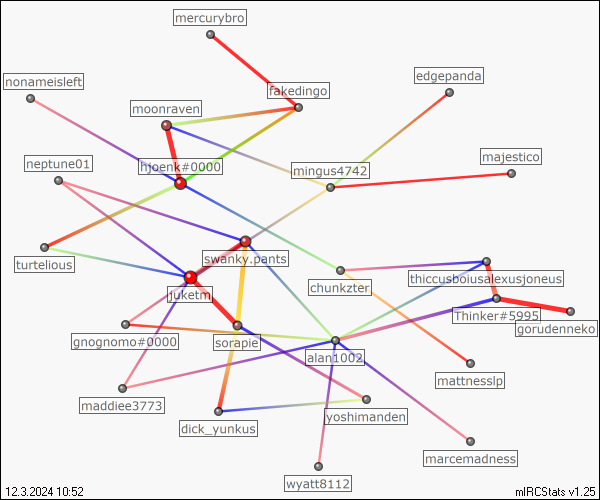 mercurybro
edgepanda
nonameisleft
fakedingo
moonraven
majestico
neptune01
hjoenk#0000
mingus4742
turtelious
swanky.pants
thiccusboiusalexusjoneus
chunkzter
juketm
Thinker#5995
gorudenneko
gnognomo#0000
sorapie
alan1002
mattnesslp
maddiee3773
yoshimanden
dick_yunkus
marcemadness
wyatt8112
12.3.2024 10:52
mIRCStats v1.25